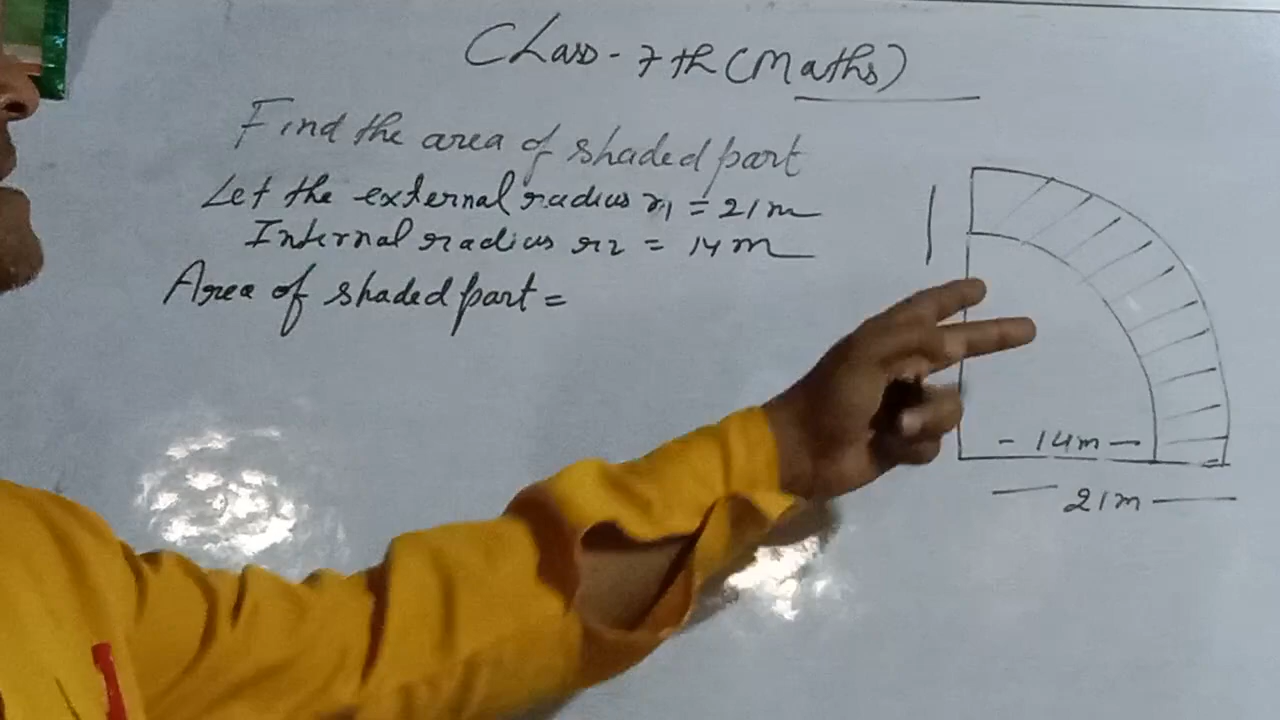 Class - 7th (Maths)
Find the area of shaded part
Let the external radius r1 = 21m
Internal radius r2 = 14m
Area of shaded part =
- 14m -
21m